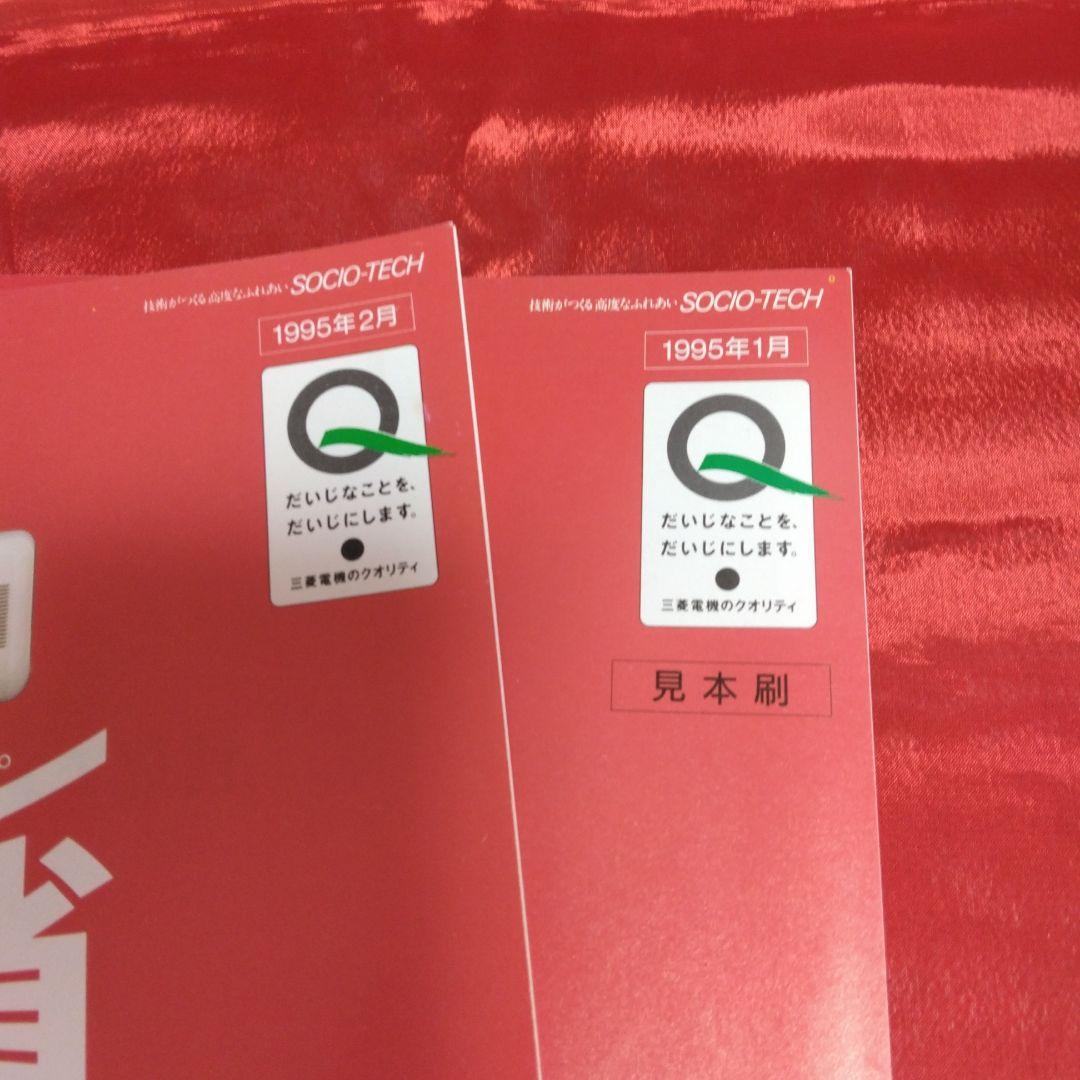 技術がつくる高度なふれあい SOCIO-TECH
1995年2月
Q
だいじなことを、
だいじにします。
三菱電機のクオリティ
技術がつくる高度なふれあい SOCIO-TECH
1995年1月
Q
だいじなことを、
だいじにします。
三菱電機のクオリティ
見本刷